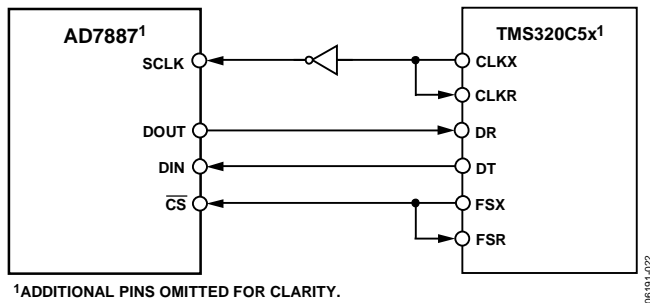 AD7887¹
TMS320C5x¹
SCLK
CLKX
CLKR
DOUT
DR
DIN
DT
CS
FSX
FSR
¹ADDITIONAL PINS OMITTED FOR CLARITY.
06191-022